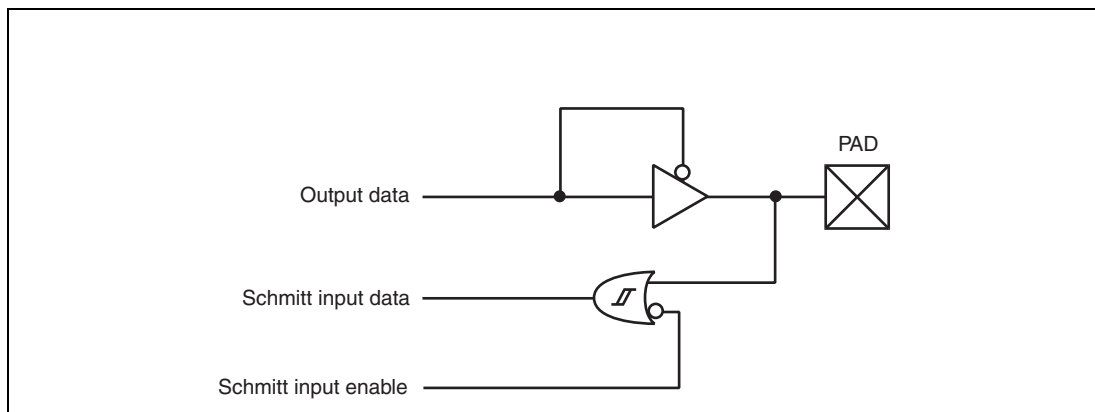 PAD
Output data
Schmitt input data
Schmitt input enable